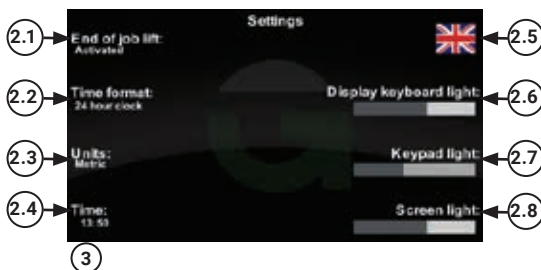 Settings
2.1
End of job lift:
Activated
2.5
2.2
Time format:
24 hour clock
Display keyboard light:
2.6
2.3
Units:
Metric
Keypad light:
2.7
2.4
Time:
13:50
Screen light:
2.8
3